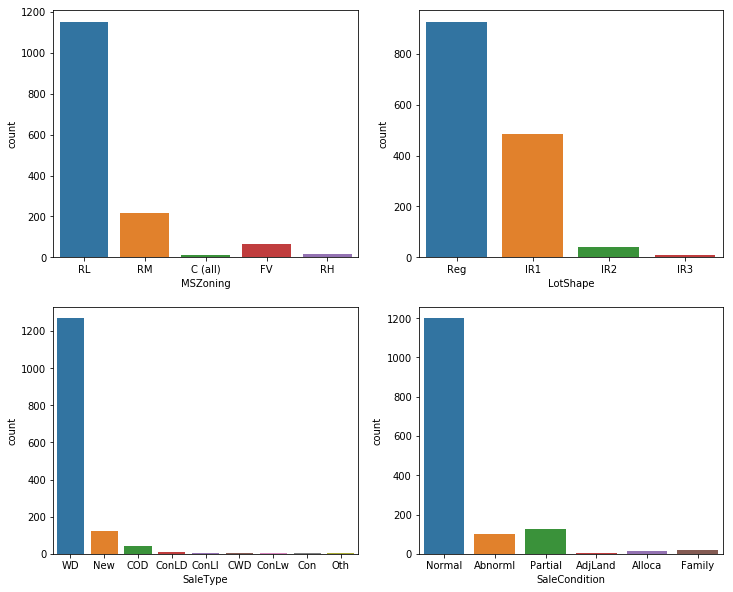 1200
1000
800
600
400
200
0
count
RL RM C (all) FV RH
MSZoning
800
600
400
200
0
count
Reg IR1 IR2 IR3
LotShape
1200
1000
800
600
400
200
0
count
WD New COD ConLD ConLI CWD ConLw Con Oth
SaleType
1200
1000
800
600
400
200
0
count
Normal Abnorml Partial AdjLand Alloca Family
SaleCondition